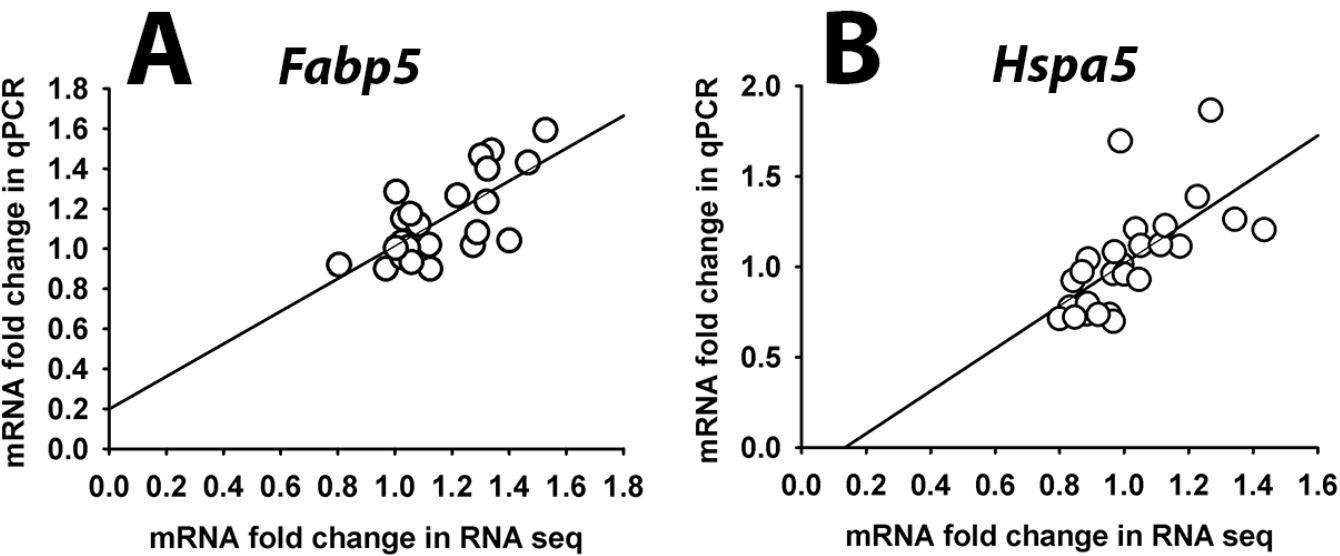 A
Fabp5
mRNA fold change in qPCR
1.8
1.6
1.4
1.2
1.0
0.8
0.6
0.4
0.2
0.0
0.0 0.2 0.4 0.6 0.8 1.0 1.2 1.4 1.6 1.8
mRNA fold change in RNA seq
B
Hspa5
mRNA fold change in qPCR
2.0
1.5
1.0
0.5
0.0
0.0 0.2 0.4 0.6 0.8 1.0 1.2 1.4 1.6
mRNA fold change in RNA seq